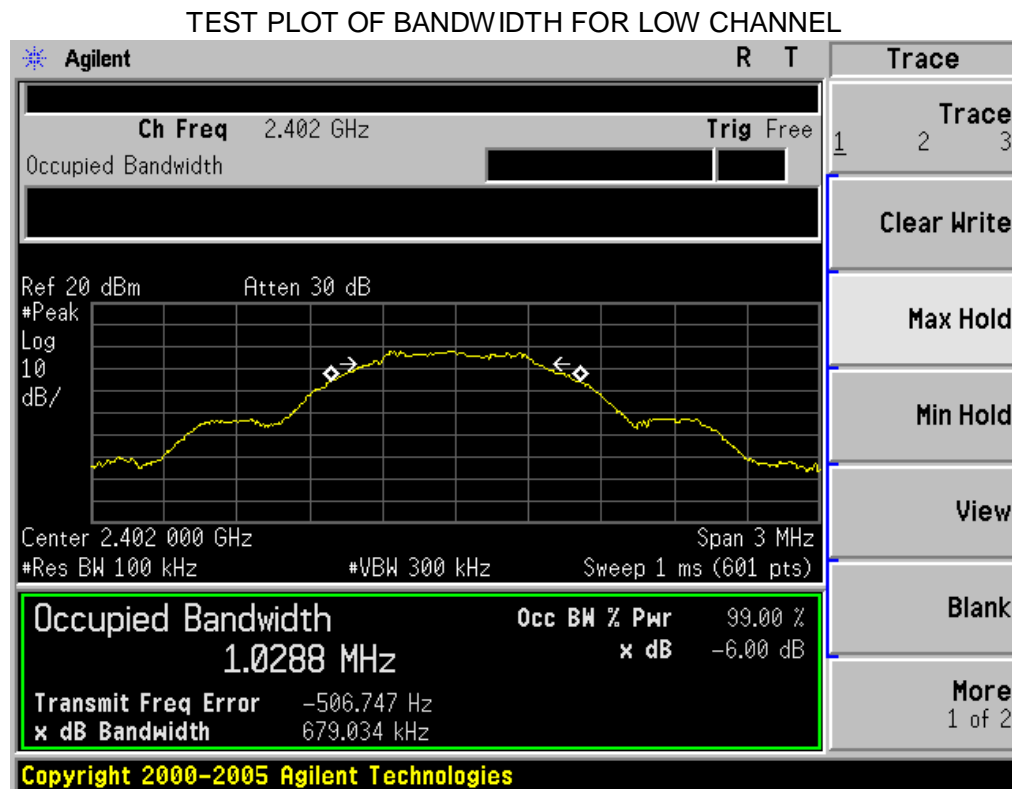 TEST PLOT OF BANDWIDTH FOR LOW CHANNEL
Agilent R T
Ch Freq 2.402 GHz Trig Free
Occupied Bandwidth
Ref 20 dBm Atten 30 dB
#Peak
Log
10
dB/
Center 2.402 000 GHz Span 3 MHz
#Res BW 100 kHz #VBW 300 kHz Sweep 1 ms (601 pts)
Occupied Bandwidth Occ BW % Pwr 99.00 %
1.0288 MHz x dB -6.00 dB
Transmit Freq Error -506.747 Hz
x dB Bandwidth 679.034 kHz
Copyright 2000-2005 Agilent Technologies
Trace
Trace
1 2 3
Clear Write
Max Hold
Min Hold
View
Blank
More
1 of 2